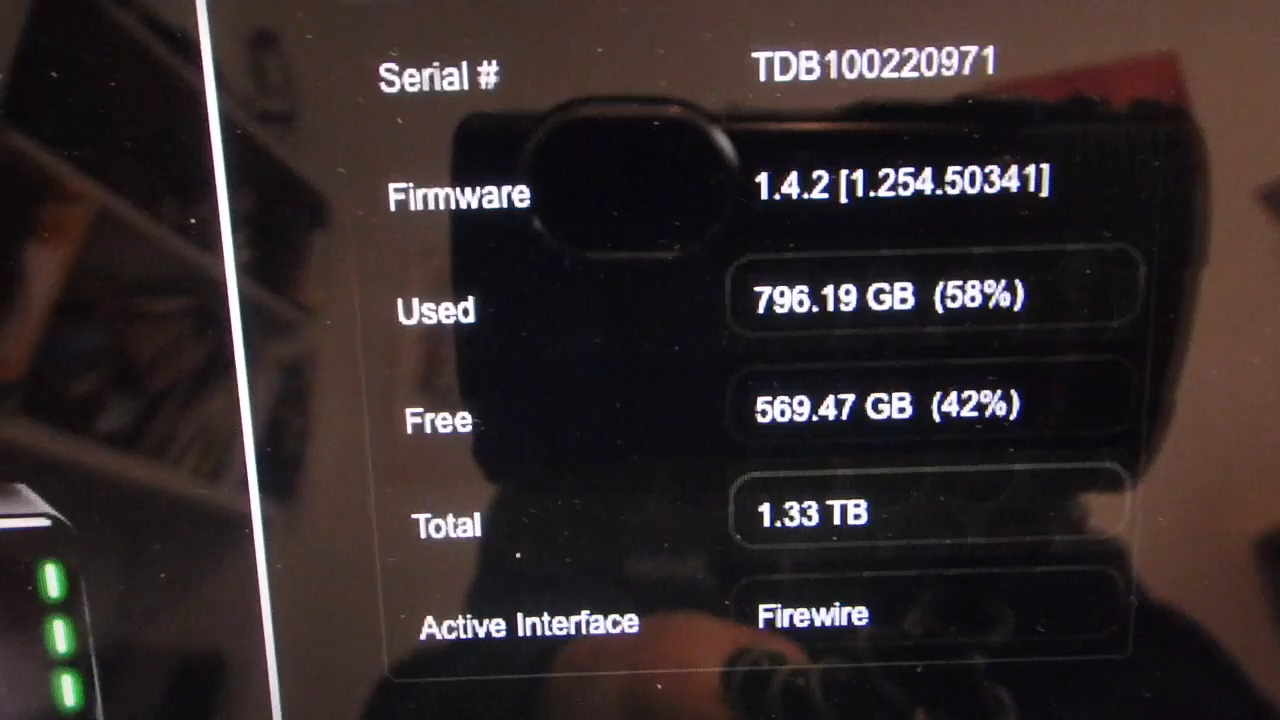 Serial # TDB100220971
Firmware 1.4.2 [1.254.50341]
Used 796.19 GB (58%)
Free 569.47 GB (42%)
Total 1.33 TB
Active Interface Firewire